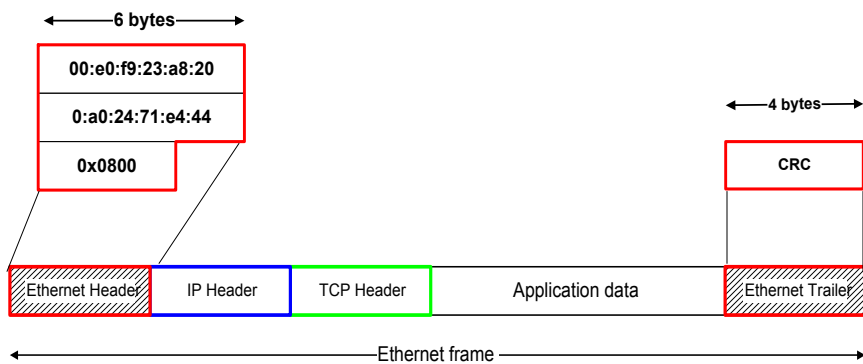 6 bytes
00:e0:f9:23:a8:20
0:a0:24:71:e4:44
0x0800
4 bytes
CRC
Ethernet Header
IP Header
TCP Header
Application data
Ethernet Trailer
Ethernet frame